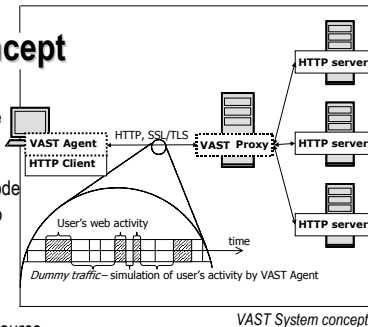 HTTP server
HTTP, SSL/TLS
VAST Agent
VAST Proxy
HTTP server
HTTP Client
User's web activity
HTTP server
time
Dummy traffic – simulation of user's activity by VAST Agent
VAST System concept